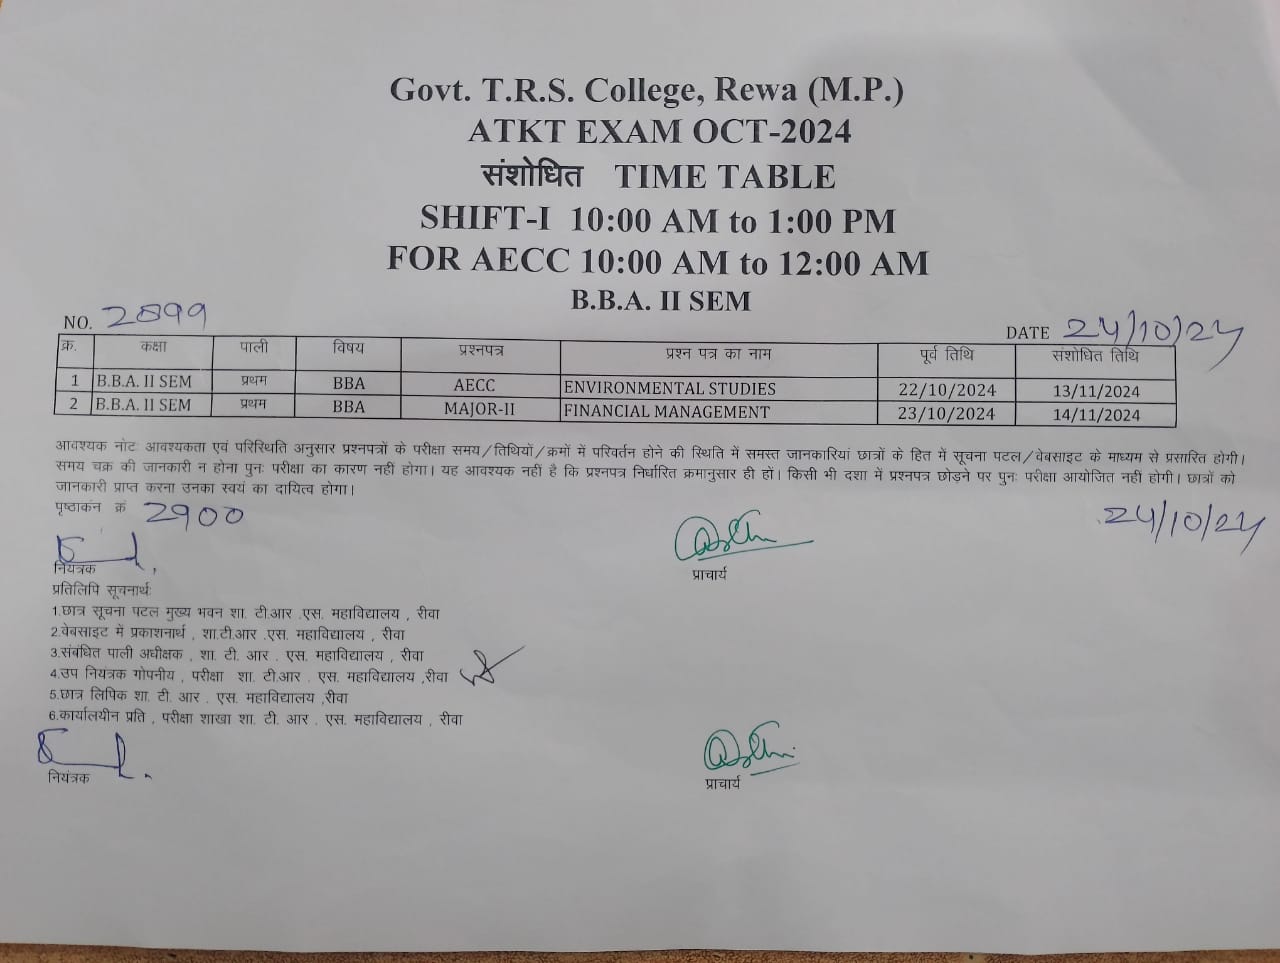 Govt. T.R.S. College, Rewa (M.P.)
ATKT EXAM OCT-2024
संशोधित TIME TABLE
SHIFT-I 10:00 AM to 1:00 PM
FOR AECC 10:00 AM to 12:00 AM
B.B.A. II SEM
NO. 2899 DATE 24/10/24
क्र. कक्षा पाली विषय प्रश्नपत्र प्रश्न पत्र का नाम पूर्व तिथि संशोधित तिथि
1 B.B.A. II SEM प्रथम BBA AECC ENVIRONMENTAL STUDIES 22/10/2024 13/11/2024
2 B.B.A. II SEM प्रथम BBA MAJOR-II FINANCIAL MANAGEMENT 23/10/2024 14/11/2024
आवश्यक नोटः आवश्यकता एवं परिस्थिति अनुसार प्रश्नपत्रों के परीक्षा समय/तिथियों/क्रमों में परिवर्तन होने की स्थिति में समस्त जानकारियां छात्रों के हित में सूचना पटल/वेबसाइट के माध्यम से प्रसारित होगी।
समय चक्र की जानकारी न होना पुनः परीक्षा का कारण नहीं होगा। यह आवश्यक नहीं है कि प्रश्नपत्र निर्धारित क्रमानुसार ही हों। किसी भी दशा में प्रश्नपत्र छोड़ने पर पुनः परीक्षा आयोजित नहीं होगी। छात्रों को
जानकारी प्राप्त करना उनका स्वयं का दायित्व होगा।
पृष्ठाकंन क्रं 2900 24/10/24
नियंत्रक प्राचार्य
प्रतिलिपि सूचनार्थः
1.छात्र सूचना पटल मुख्य भवन शा. टी.आर .एस. महाविद्यालय , रीवा
2.वेबसाइट में प्रकाशनार्थ , शा.टी.आर .एस. महाविद्यालय , रीवा
3.संबंधित पाली अधीक्षक , शा. टी. आर . एस. महाविद्यालय , रीवा
4.उप नियंत्रक गोपनीय , परीक्षा शा. टी.आर . एस. महाविद्यालय ,रीवा
5.छात्र लिपिक शा. टी. आर . एस. महाविद्यालय ,रीवा
6.कार्यालयीन प्रति , परीक्षा शाखा शा. टी. आर . एस. महाविद्यालय , रीवा
नियंत्रक प्राचार्य